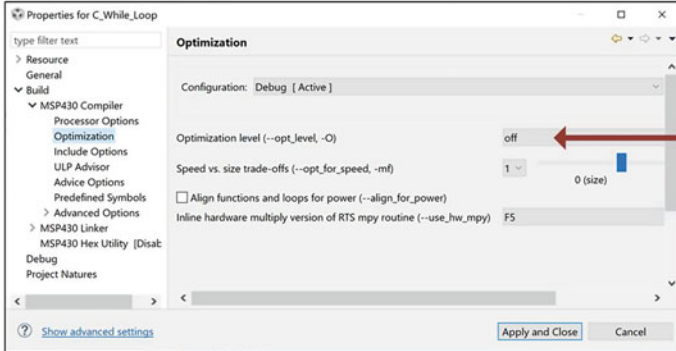 Properties for C_While_Loop
type filter text
Optimization
Resource
General
Build
MSP430 Compiler
Processor Options
Optimization
Include Options
ULP Advisor
Advice Options
Predefined Symbols
Advanced Options
MSP430 Linker
MSP430 Hex Utility [Disab
Debug
Project Natures
Configuration: Debug [ Active ]
Optimization level (--opt_level, -O) off
Speed vs. size trade-offs (--opt_for_speed, -mf) 1
0 (size)
Align functions and loops for power (--align_for_power)
Inline hardware multiply version of RTS mpy routine (--use_hw_mpy) F5
Show advanced settings
Apply and Close
Cancel